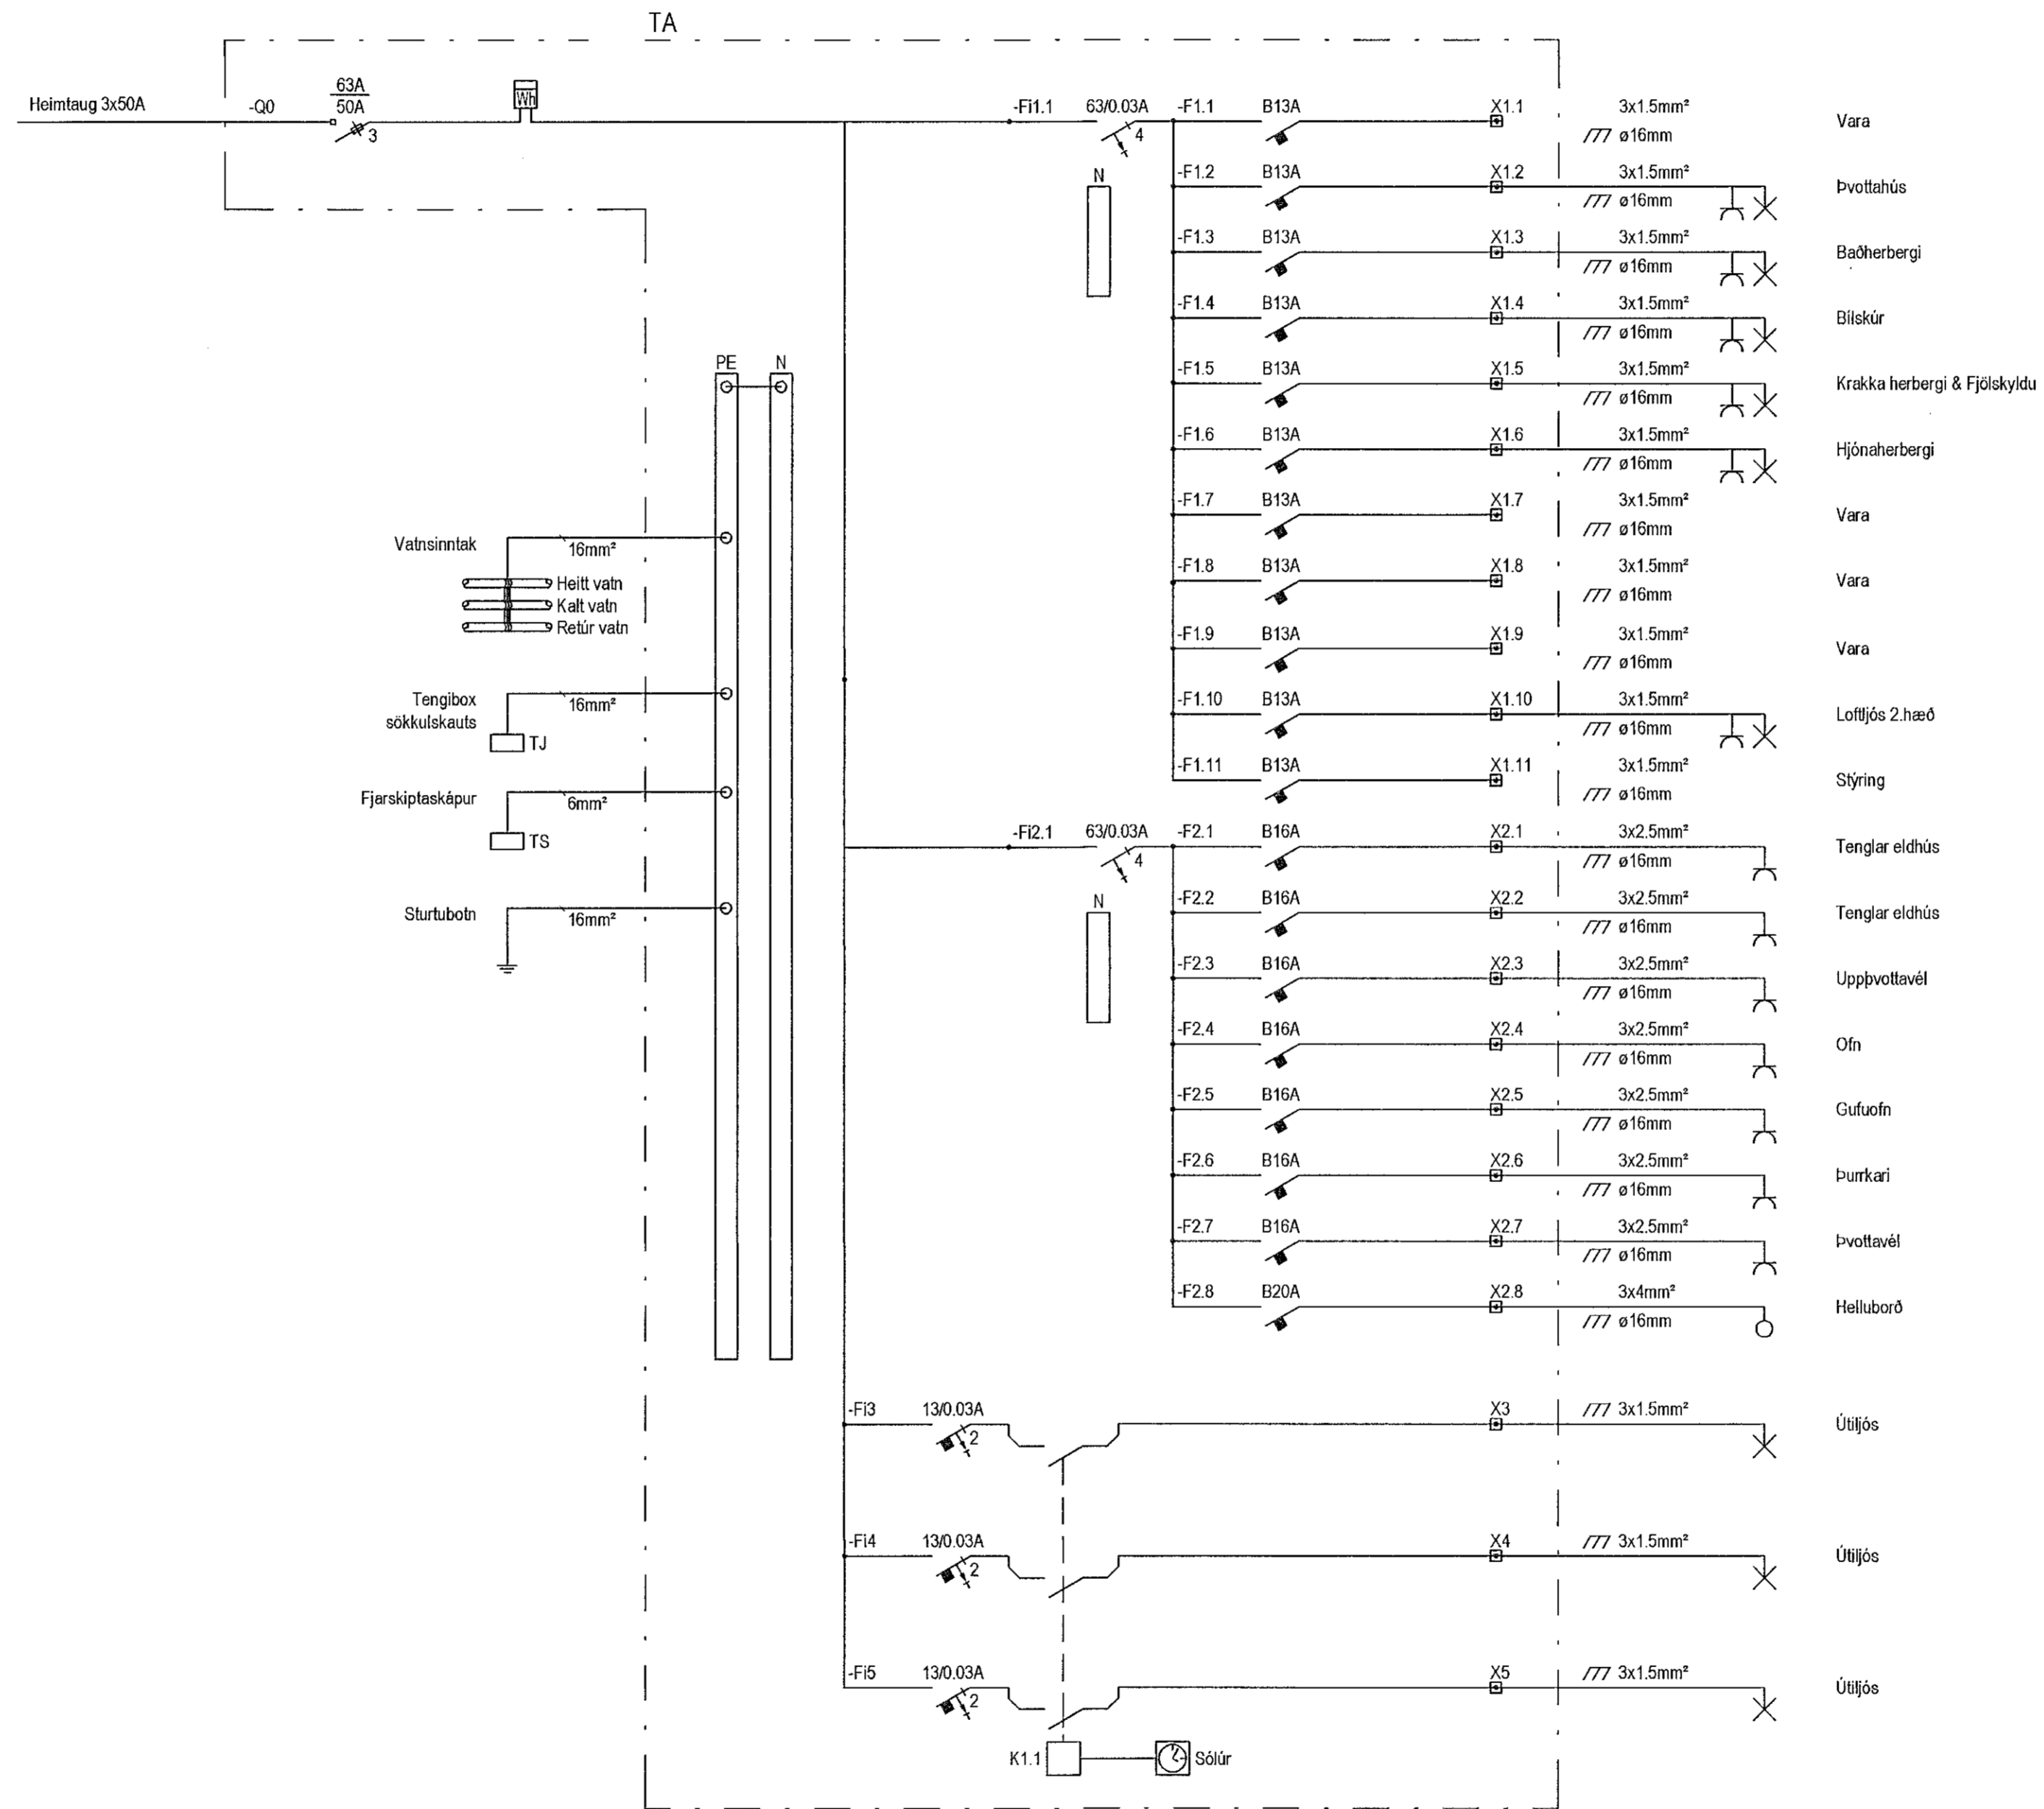 TA
Heimtaug 3x50A
-Q0
63A
50A
3
Wh
-Fi1.1
63/0.03A
4
N
-F1.1 B13A X1.1 3x1.5mm² ø16mm Vara
-F1.2 B13A X1.2 3x1.5mm² ø16mm Þvottahús
-F1.3 B13A X1.3 3x1.5mm² ø16mm Baðherbergi
-F1.4 B13A X1.4 3x1.5mm² ø16mm Bílskúr
-F1.5 B13A X1.5 3x1.5mm² ø16mm Krakka herbergi & Fjölskyldu
-F1.6 B13A X1.6 3x1.5mm² ø16mm Hjónaherbergi
-F1.7 B13A X1.7 3x1.5mm² ø16mm Vara
-F1.8 B13A X1.8 3x1.5mm² ø16mm Vara
-F1.9 B13A X1.9 3x1.5mm² ø16mm Vara
-F1.10 B13A X1.10 3x1.5mm² ø16mm Loftljós 2.hæð
-F1.11 B13A X1.11 3x1.5mm² ø16mm Stýring
PE N
Vatnsinntak
16mm²
Heitt vatn
Kalt vatn
Retúr vatn
Tengibox
sökkulskauts
16mm²
TJ
Fjarskiptaskápur
6mm²
TS
Sturtubotn
16mm²
-Fi2.1
63/0.03A
4
N
-F2.1 B16A X2.1 3x2.5mm² ø16mm Tenglar eldhús
-F2.2 B16A X2.2 3x2.5mm² ø16mm Tenglar eldhús
-F2.3 B16A X2.3 3x2.5mm² ø16mm Uppþvottavél
-F2.4 B16A X2.4 3x2.5mm² ø16mm Ofn
-F2.5 B16A X2.5 3x2.5mm² ø16mm Gufuofn
-F2.6 B16A X2.6 3x2.5mm² ø16mm Þurrkari
-F2.7 B16A X2.7 3x2.5mm² ø16mm Þvottavél
-F2.8 B20A X2.8 3x4mm² ø16mm Helluborð
-Fi3 13/0.03A 2 X3 3x1.5mm² Útiljós
-Fi4 13/0.03A 2 X4 3x1.5mm² Útiljós
-Fi5 13/0.03A 2 X5 3x1.5mm² Útiljós
K1.1 Sólúr